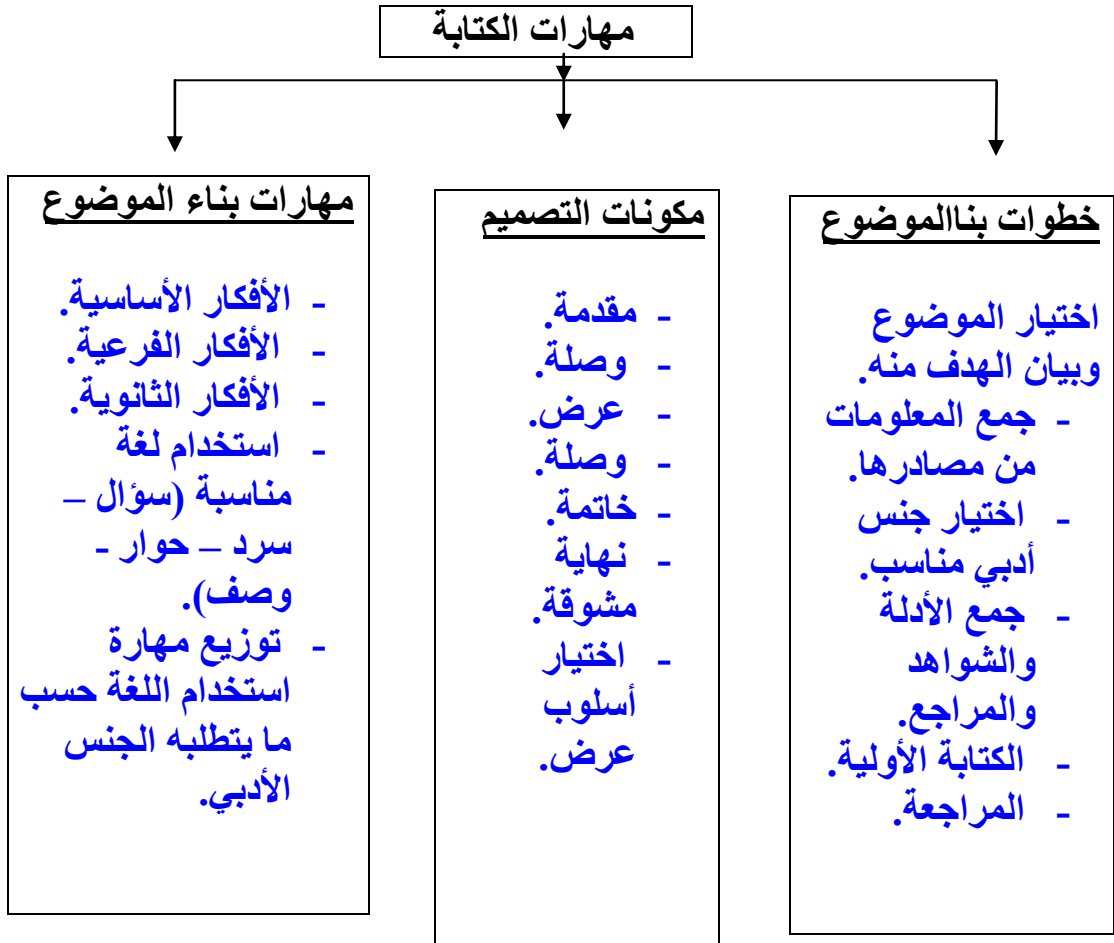 مهارات الكتابة
خطوات بناالموضوع
اختيار الموضوع
وبيان الهدف منه.
- جمع المعلومات
من مصادرها.
- اختيار جنس
أدبي مناسب.
- جمع الأدلة
والشواهد
والمراجع.
- الكتابة الأولية.
- المراجعة.
مكونات التصميم
- مقدمة.
- وصلة.
- عرض.
- وصلة.
- خاتمة.
- نهاية
مشوقة.
- اختيار
أسلوب
عرض.
مهارات بناء الموضوع
- الأفكار الأساسية.
- الأفكار الفرعية.
- الأفكار الثانوية.
- استخدام لغة
مناسبة (سؤال –
سرد – حوار -
وصف).
- توزيع مهارة
استخدام اللغة حسب
ما يتطلبه الجنس
الأدبي.